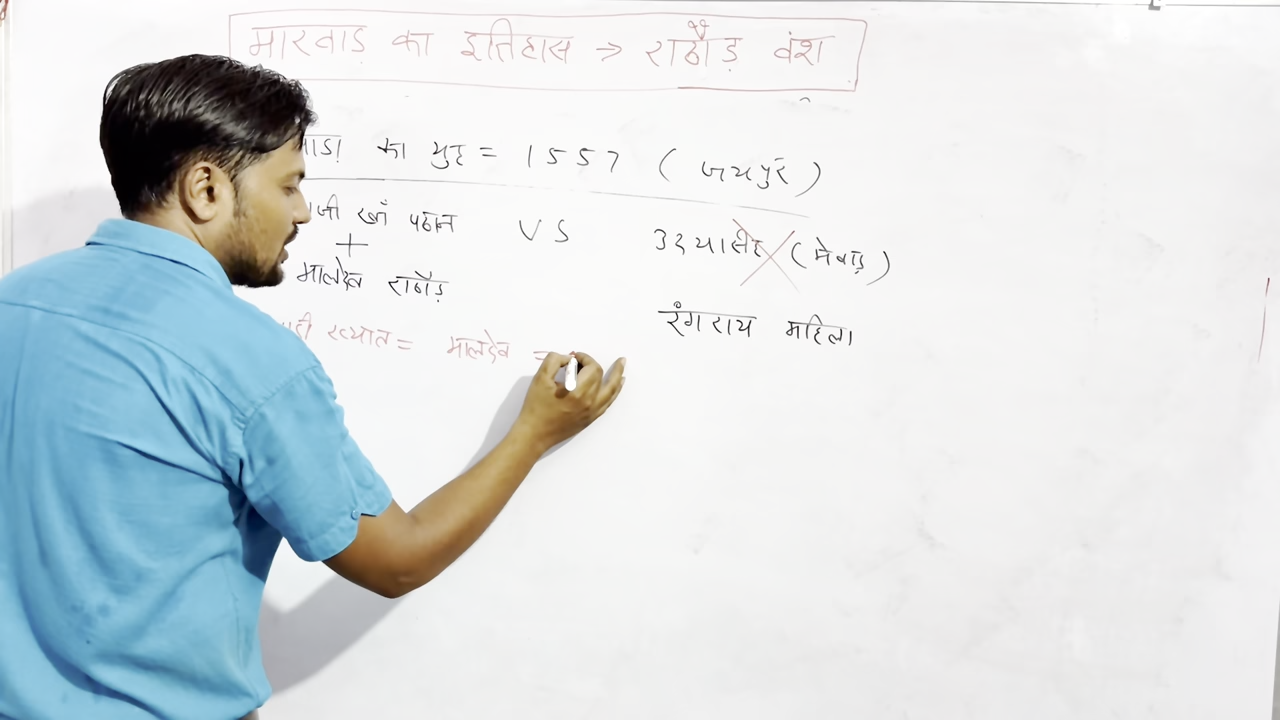 मारवाड़ का इतिहास → राठौड़ वंश
का युद्ध = 1557 (जयपुर)
खाँ पठान VS उदयसिंह (मेवाड़)
+
मालदेव राठौड़
रंगराय महिला
ख्यात = मालदेव =